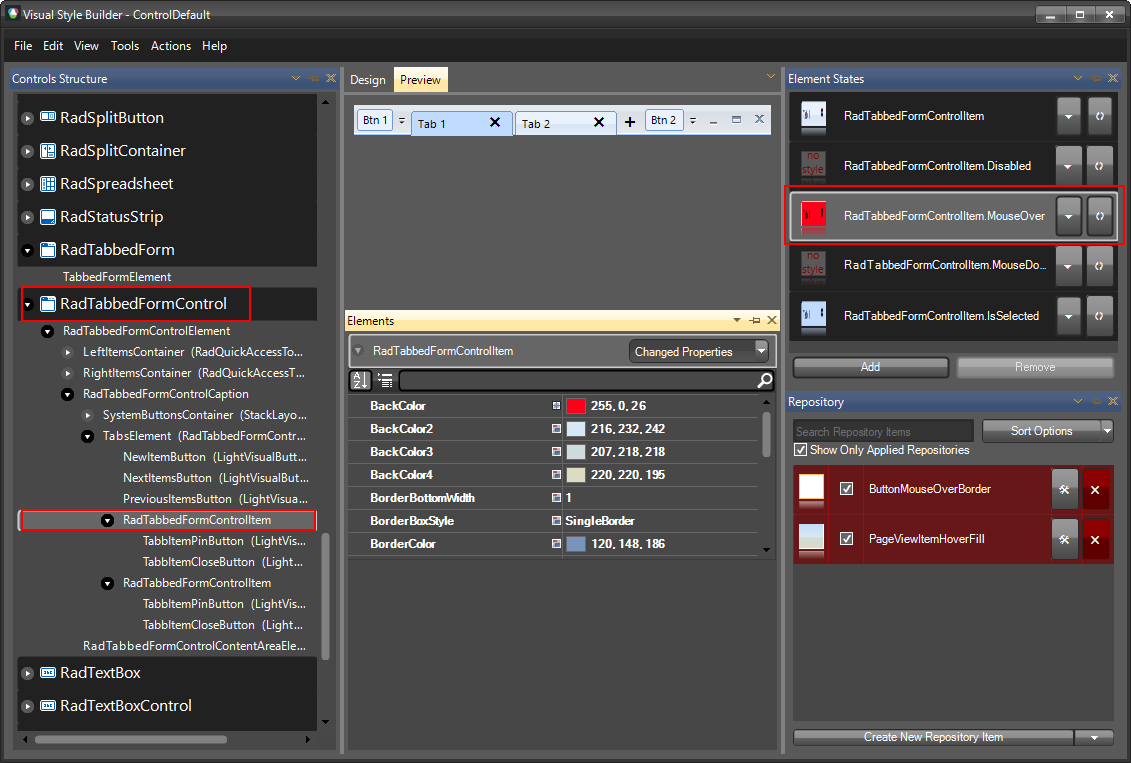 Visual Style Builder - ControlDefault
File Edit View Tools Actions Help
Controls Structure
RadSplitButton
RadSplitContainer
RadSpreadsheet
RadStatusStrip
RadTabbedForm
TabbedFormElement
RadTabbedFormControl
RadTabbedFormControlElement
LeftItemsContainer (RadQuickAccessTo...
RightItemsContainer (RadQuickAccessT...
RadTabbedFormControlCaption
SystemButtonsContainer (StackLayo...
TabsElement (RadTabbedFormContr...
NewItemButton (LightVisualButt...
NextItemsButton (LightVisualBut...
PreviousItemsButton (LightVisua...
RadTabbedFormControlItem
TabbItemPinButton (LightVis...
TabbItemCloseButton (Light...
RadTabbedFormControlItem
TabbItemPinButton (LightVis...
TabbItemCloseButton (Light...
RadTabbedFormControlContentAreaEle...
RadTextBox
RadTextBoxControl
Design Preview
Btn 1 Tab 1 Tab 2 Btn 2
Elements
RadTabbedFormControlItem Changed Properties
A
Z
BackColor 255, 0, 26
BackColor2 216, 232, 242
BackColor3 207, 218, 218
BackColor4 220, 220, 195
BorderBottomWidth 1
BorderBoxStyle SingleBorder
BorderColor 120, 148, 186
Element States
RadTabbedFormControlItem
no
style
RadTabbedFormControlItem.Disabled
RadTabbedFormControlItem.MouseOver
no
style
RadTabbedFormControlItem.MouseDo...
RadTabbedFormControlItem.IsSelected
Add Remove
Repository
Search Repository Items Sort Options
Show Only Applied Repositories
ButtonMouseOverBorder
PageViewItemHoverFill
Create New Repository Item